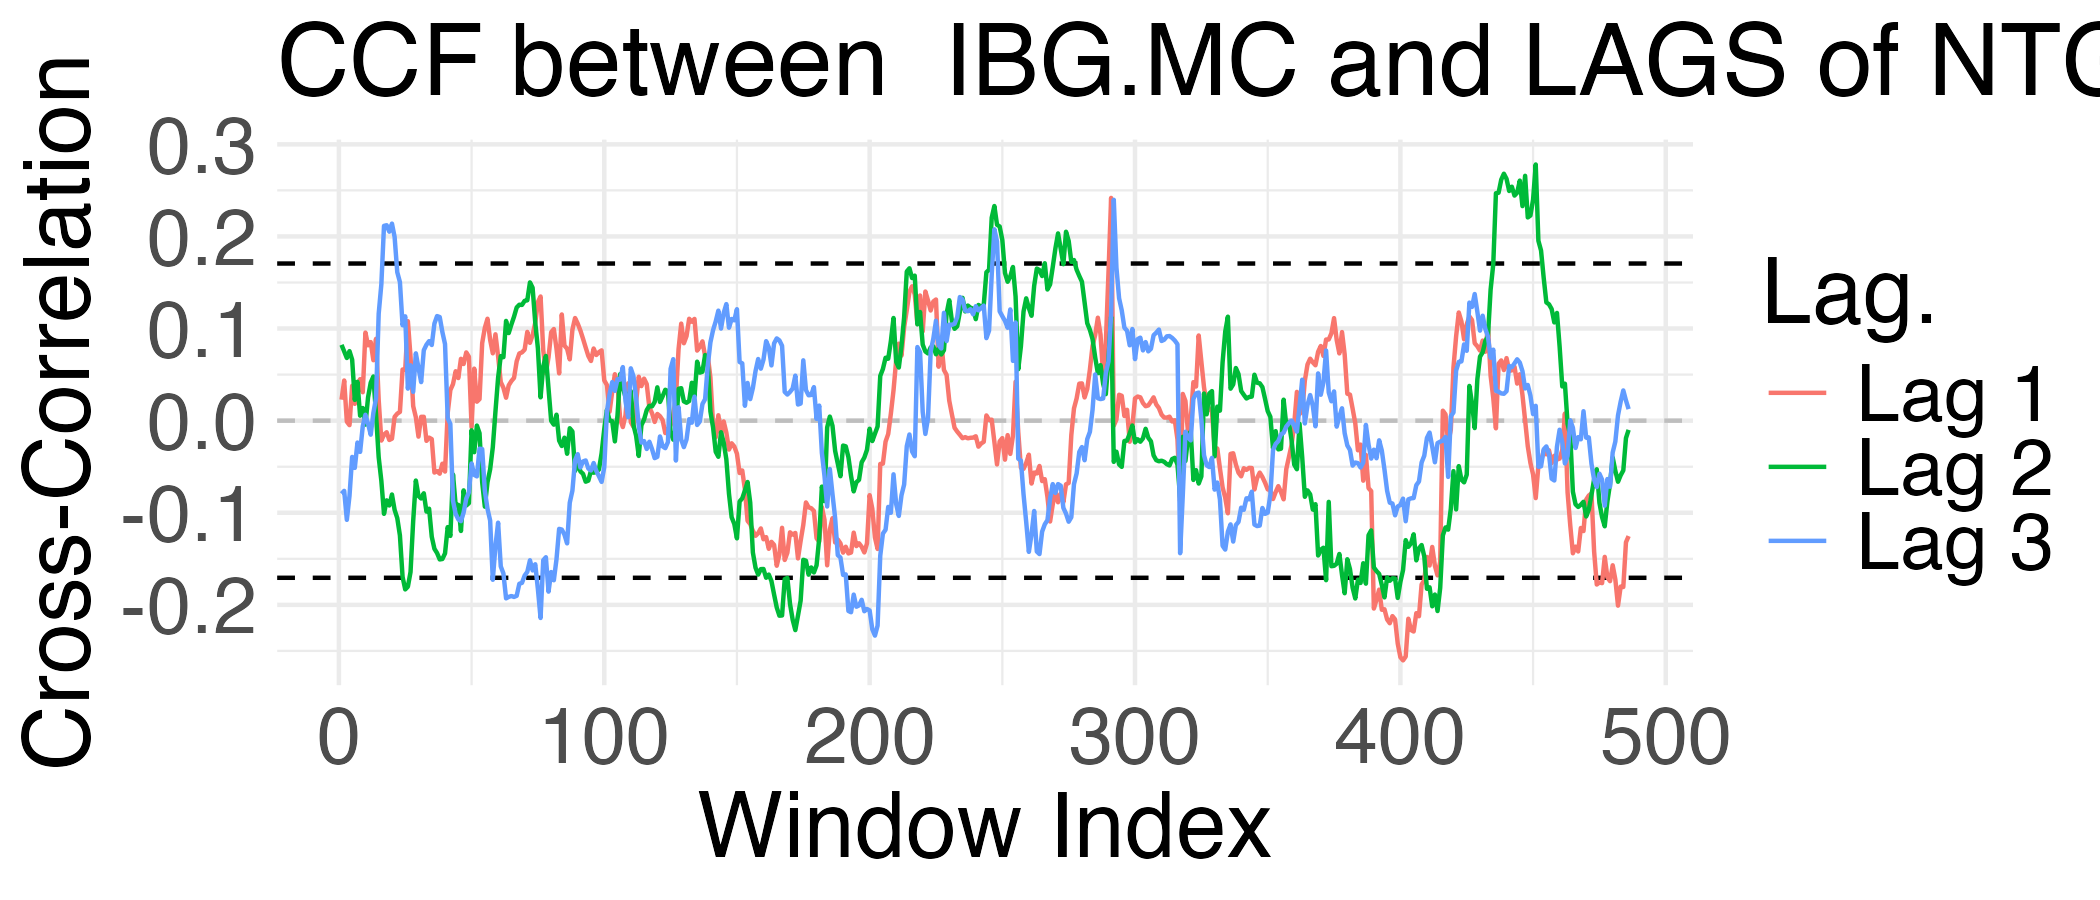 CCF between IBG.MC and LAGS of
Cross-Correlation
0.3
0.2
0.1
0.0
-0.1
-0.2
0 100 200 300 400 500
Window Index
Lag.
Lag 1
Lag 2
Lag 3